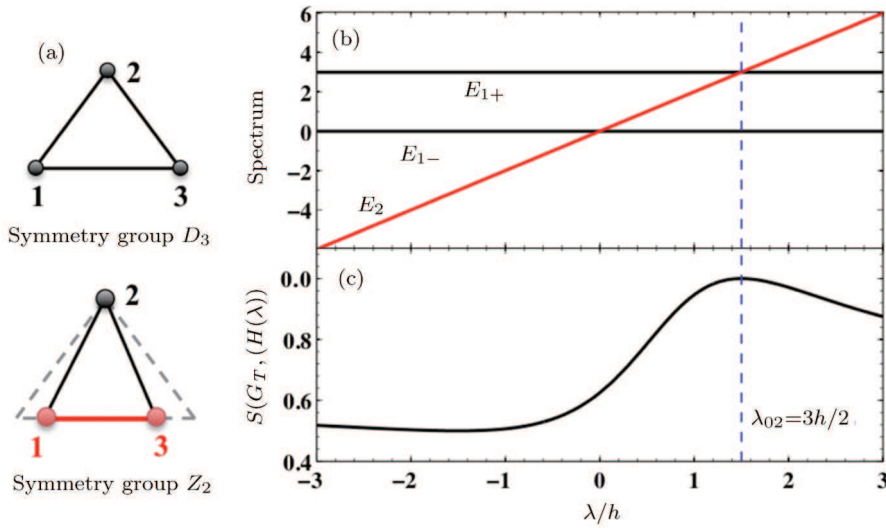 (a)
2
1
3
Symmetry group D₃
2
1
3
Symmetry group Z₂
(b)
Spectrum
6
4
2
0
−2
−4
E₁₊
E₁₋
E₂
(c)
S(G_T, (H(λ))
0.0
0.8
0.6
0.4
λ₀₂=3h/2
−3 −2 −1 0 1 2 3
λ/h